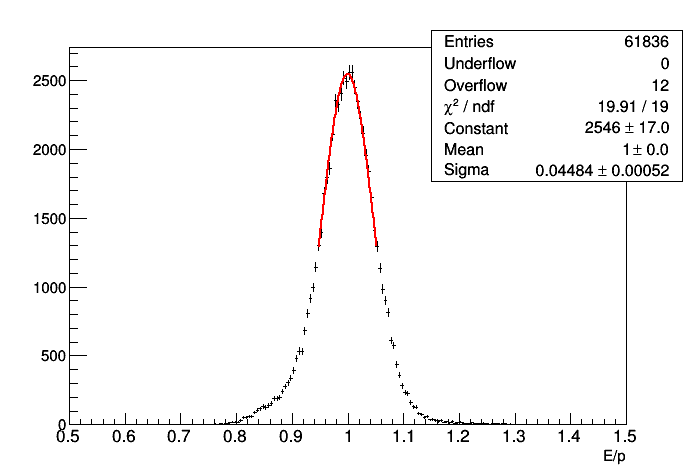 Entries 61836
Underflow 0
Overflow 12
χ² / ndf 19.91 / 19
Constant 2546 ± 17.0
Mean 1 ± 0.0
Sigma 0.04484 ± 0.00052
2500
2000
1500
1000
500
0
0.5 0.6 0.7 0.8 0.9 1 1.1 1.2 1.3 1.4 1.5
E/p